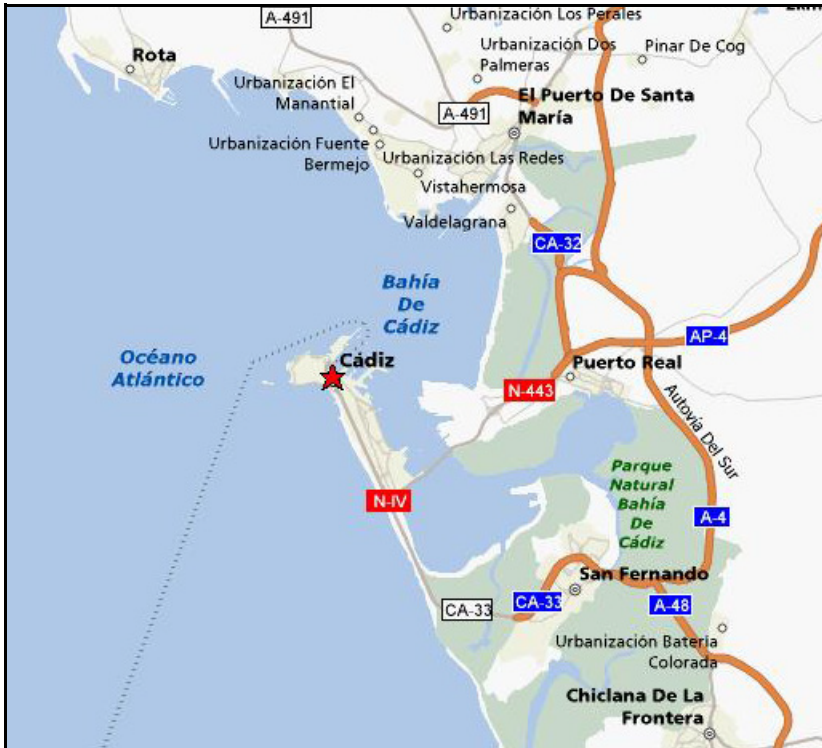 A-491
Urbanización Los Perales
2km
Rota
Urbanización Dos
Palmeras
Pinar De Cog
Urbanización El
Manantial
El Puerto De Santa
María
A-491
Urbanización Fuente
Bermejo
Urbanización Las Redes
Vistahermosa
Valdelagrana
CA-32
Bahía
De
Cádiz
AP-4
Océano
Atlántico
Cádiz
Puerto Real
N-443
Autovía Del Sur
Parque
Natural
Bahía
De
Cádiz
N-IV
A-4
San Fernando
CA-33
CA-33
A-48
Urbanización Batería
Colorada
Chiclana De La
Frontera